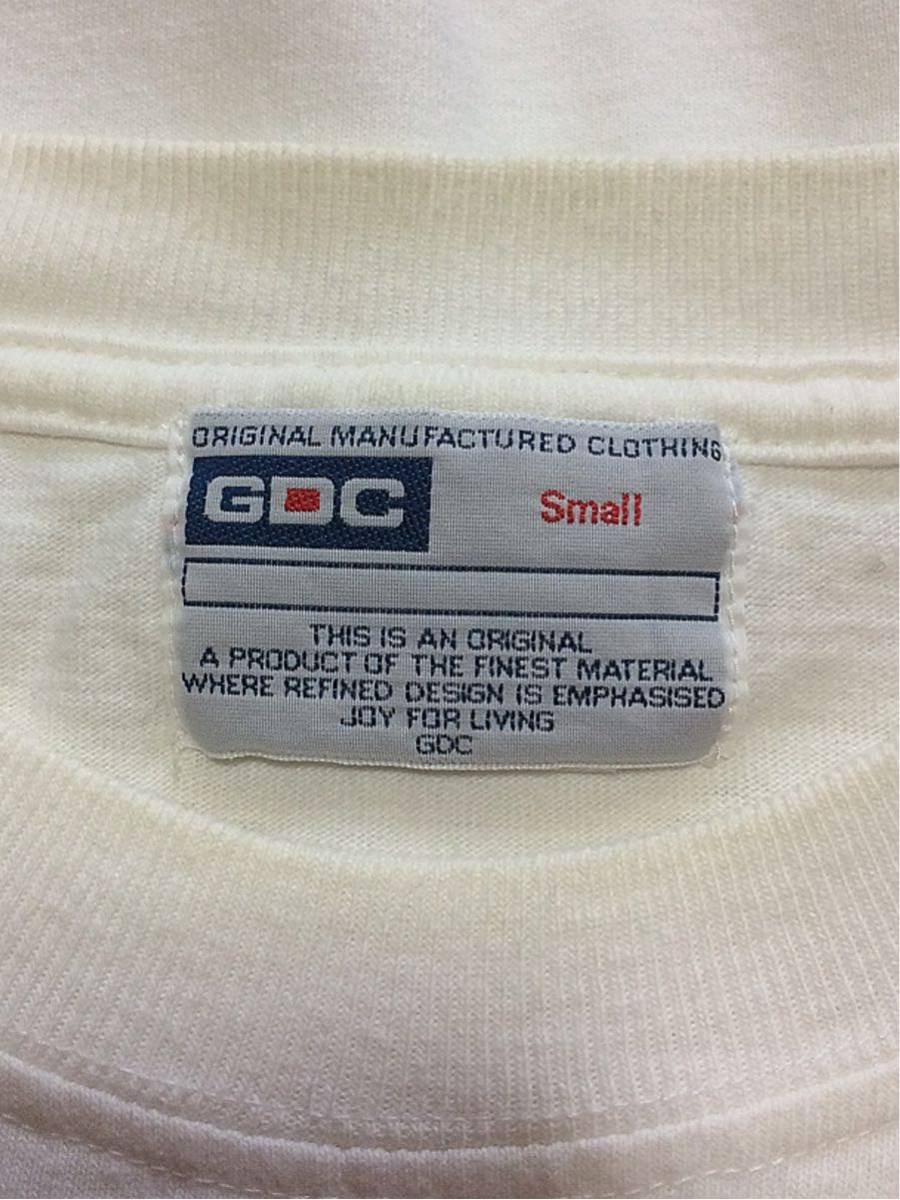 ORIGINAL MANUFACTURED CLOTHING
GDC
Small
THIS IS AN ORIGINAL
A PRODUCT OF THE FINEST MATERIAL
WHERE REFINED DESIGN IS EMPHASISED
JOY FOR LIVING
GDC